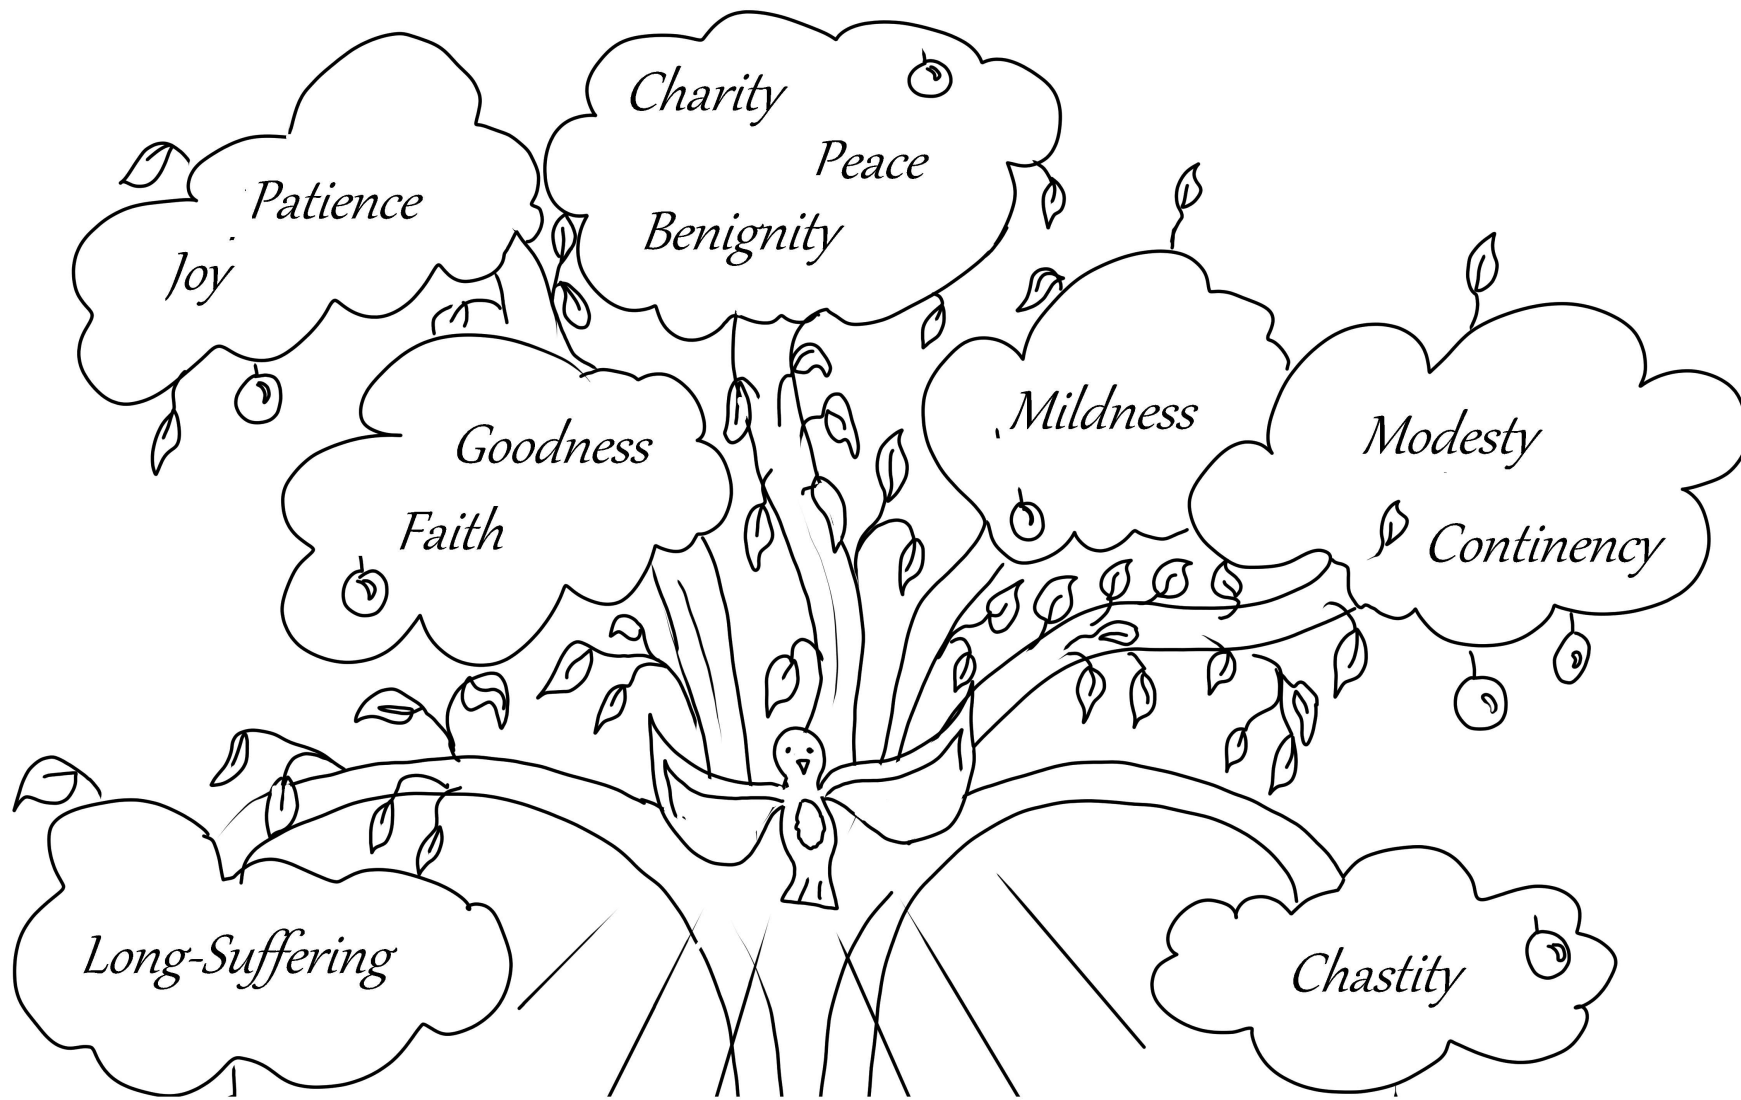 Charity
Peace
Benignity
Patience
Joy
Goodness
Faith
Mildness
Modesty
Continency
Long-Suffering
Chastity